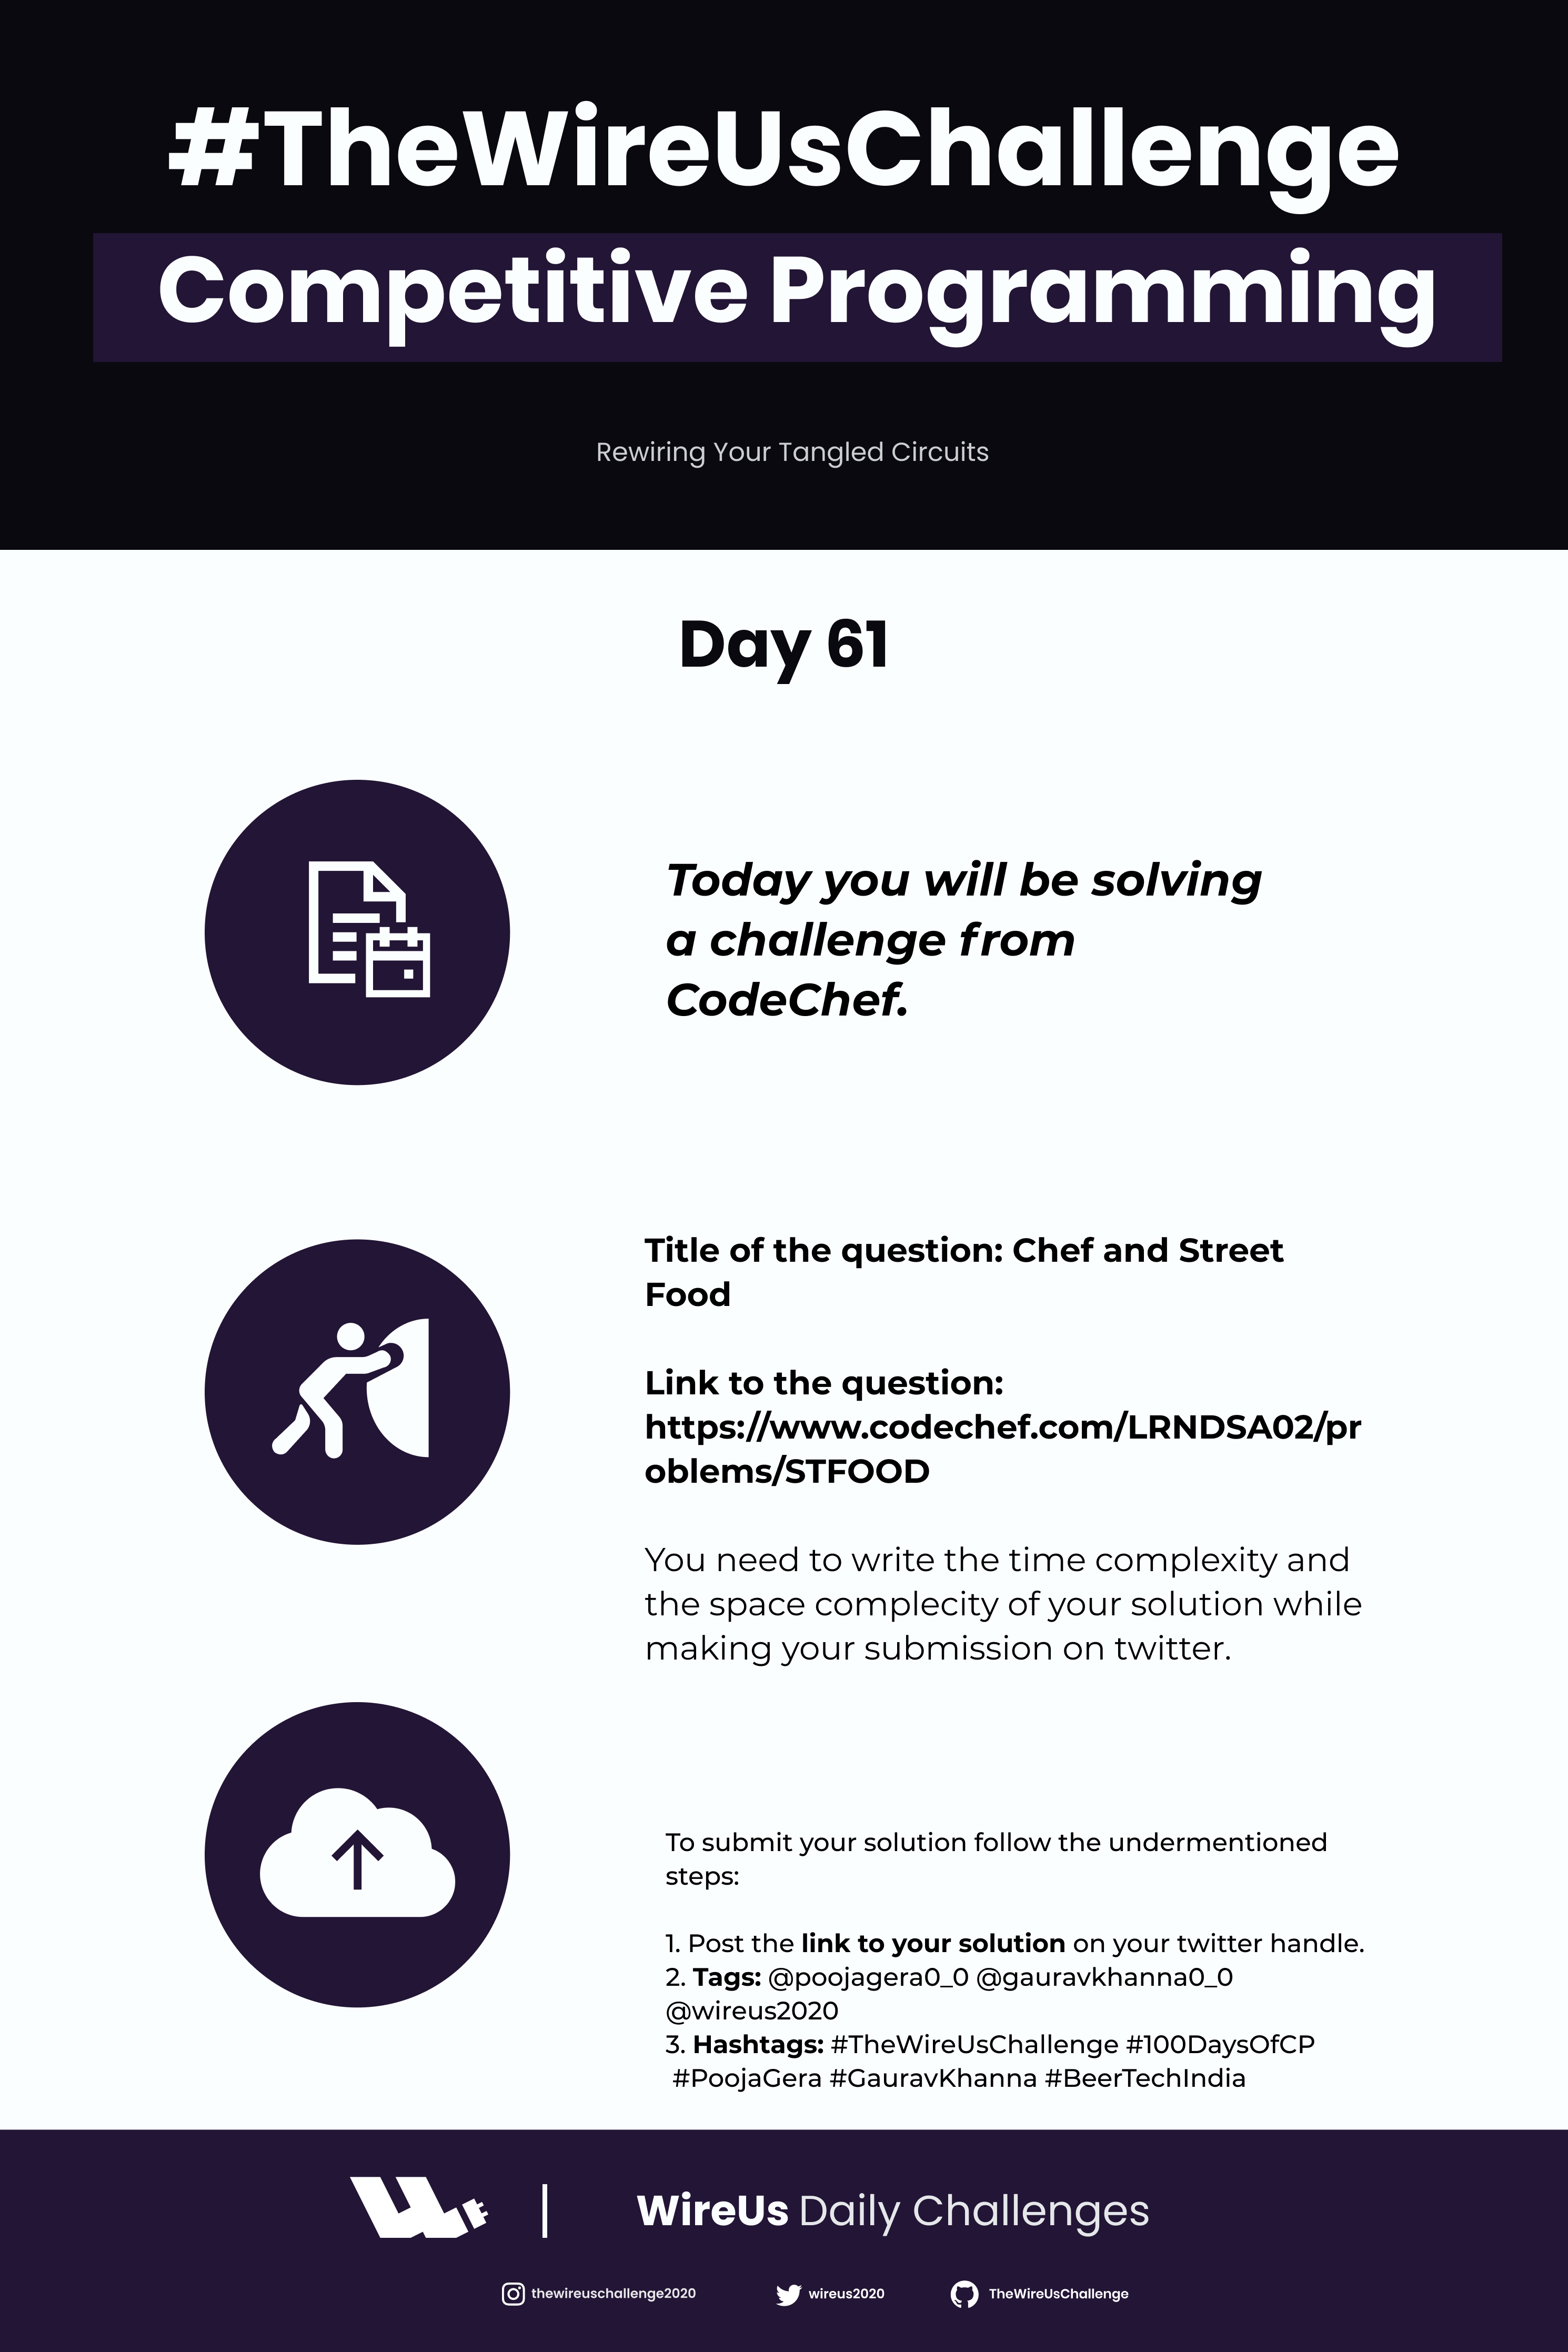 #TheWireUsChallenge
Competitive Programming
Rewiring Your Tangled Circuits
Day 61
Today you will be solving
a challenge from
CodeChef.
Title of the question: Chef and Street
Food
Link to the question:
https://www.codechef.com/LRNDSA02/pr
oblems/STFOOD
You need to write the time complexity and
the space complecity of your solution while
making your submission on twitter.
To submit your solution follow the undermentioned
steps:
1. Post the link to your solution on your twitter handle.
2. Tags: @poojagera0_0 @gauravkhanna0_0
@wireus2020
3. Hashtags: #TheWireUsChallenge #100DaysOfCP
#PoojaGera #GauravKhanna #BeerTechIndia
WireUs Daily Challenges
thewireuschallenge2020 wireus2020 TheWireUsChallenge